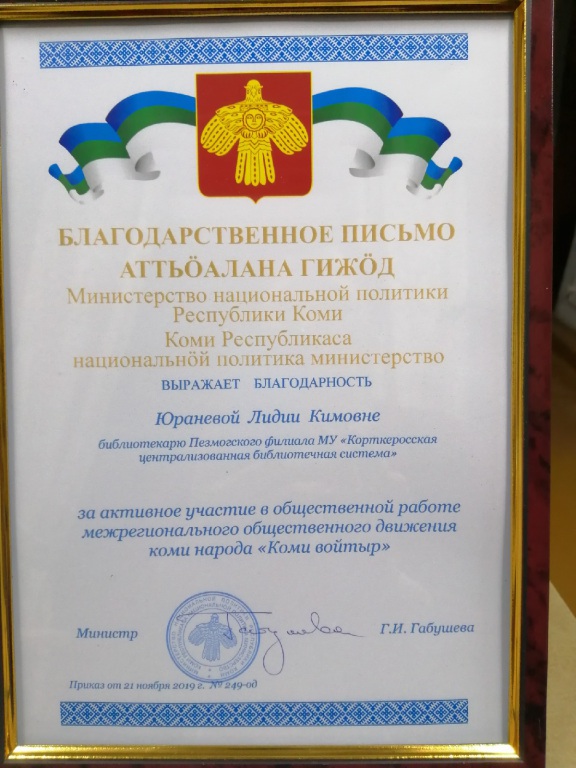 БЛАГОДАРСТВЕННОЕ ПИСЬМО
АТТЬÖАЛАНА ГИЖÖД
Министерство национальной политики
Республики Коми
Коми Республикаса
национальнöй политика министерство
ВЫРАЖАЕТ БЛАГОДАРНОСТЬ
Юраневой Лидии Кимовне
библиотекарю Пезмогского филиала МУ «Корткеросская
централизованная библиотечная система»
за активное участие в общественной работе
межрегионального общественного движения
коми народа «Коми войтыр»
Министр
Г.И. Габушева
Приказ от 21 ноября 2019 г. № 249-од